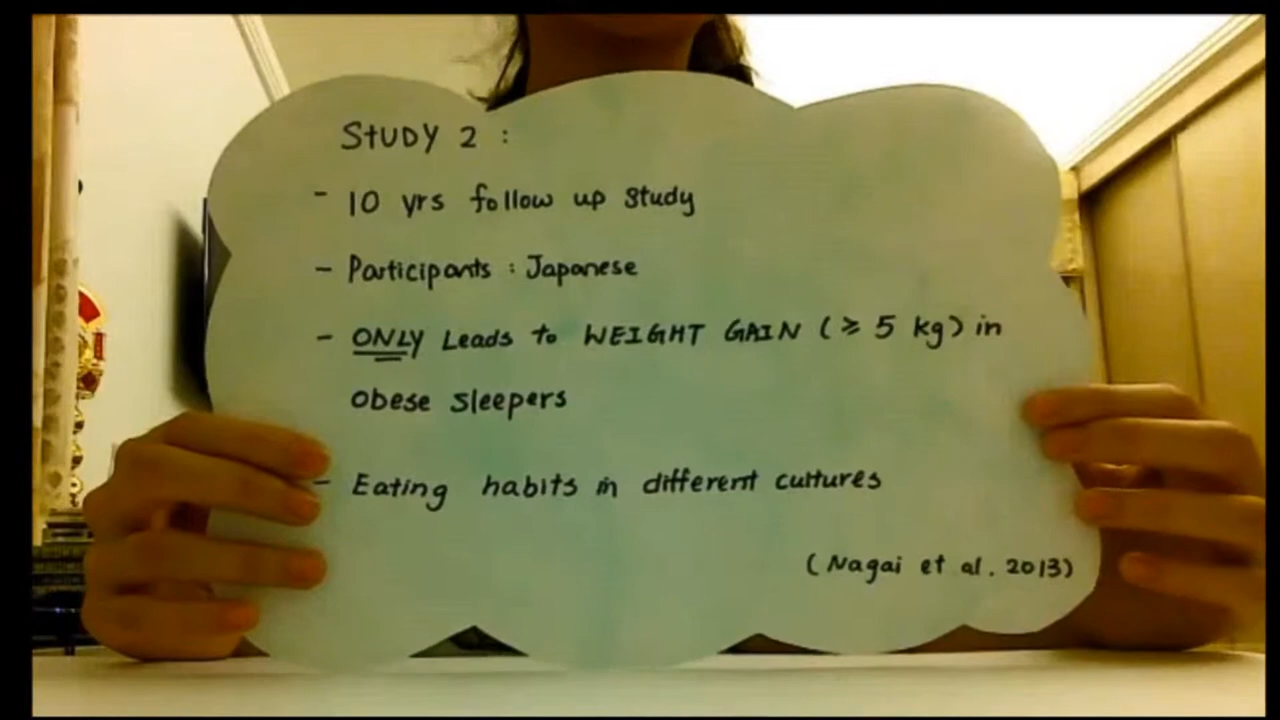 STUDY 2 :
- 10 yrs follow up study
- Participants : Japanese
- ONLY Leads to WEIGHT GAIN (≥ 5 kg) in
obese sleepers
- Eating habits in different cultures
(Nagai et al. 2013)